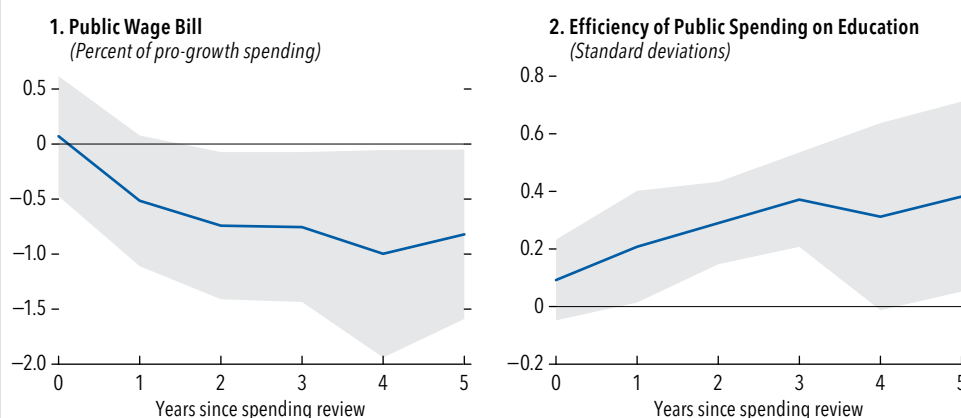 1. Public Wage Bill
(Percent of pro-growth spending)
0.5
0
−0.5
−1.0
−1.5
−2.0
0 1 2 3 4 5
Years since spending review
2. Efficiency of Public Spending on Education
(Standard deviations)
0.8
0.6
0.4
0.2
0
−0.2
0 1 2 3 4 5
Years since spending review